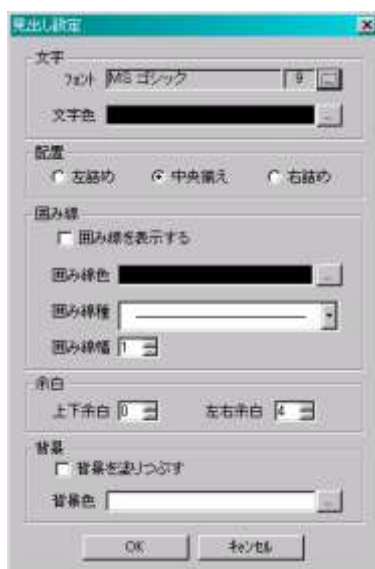 見出し設定
文字
フォント MS ゴシック 9 ...
文字色 ...
配置
左詰め 中央揃え 右詰め
囲み線
囲み線を表示する
囲み線色 ...
囲み線種
囲み線幅 1
余白
上下余白 0 左右余白 4
背景
背景を塗りつぶす
背景色 ...
OK キャンセル